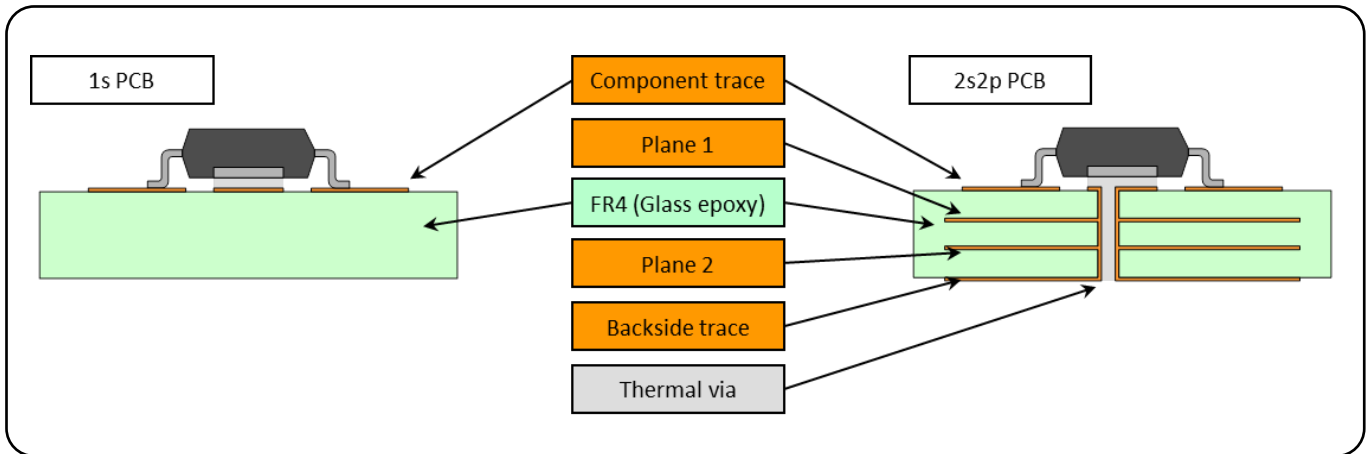 1s PCB
Component trace
2s2p PCB
Plane 1
FR4 (Glass epoxy)
Plane 2
Backside trace
Thermal via